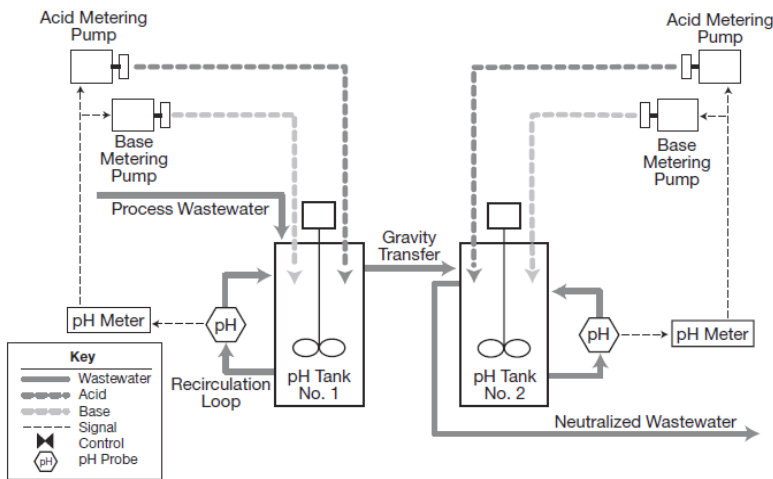 Acid Metering
Pump
Acid Metering
Pump
Base
Metering
Pump
Base
Metering
Pump
Process Wastewater
Gravity
Transfer
pH Meter
pH
pH
pH Meter
Recirculation
Loop
pH Tank
No. 1
pH Tank
No. 2
Neutralized Wastewater
Key
Wastewater
Acid
Base
Signal
Control
pH pH Probe